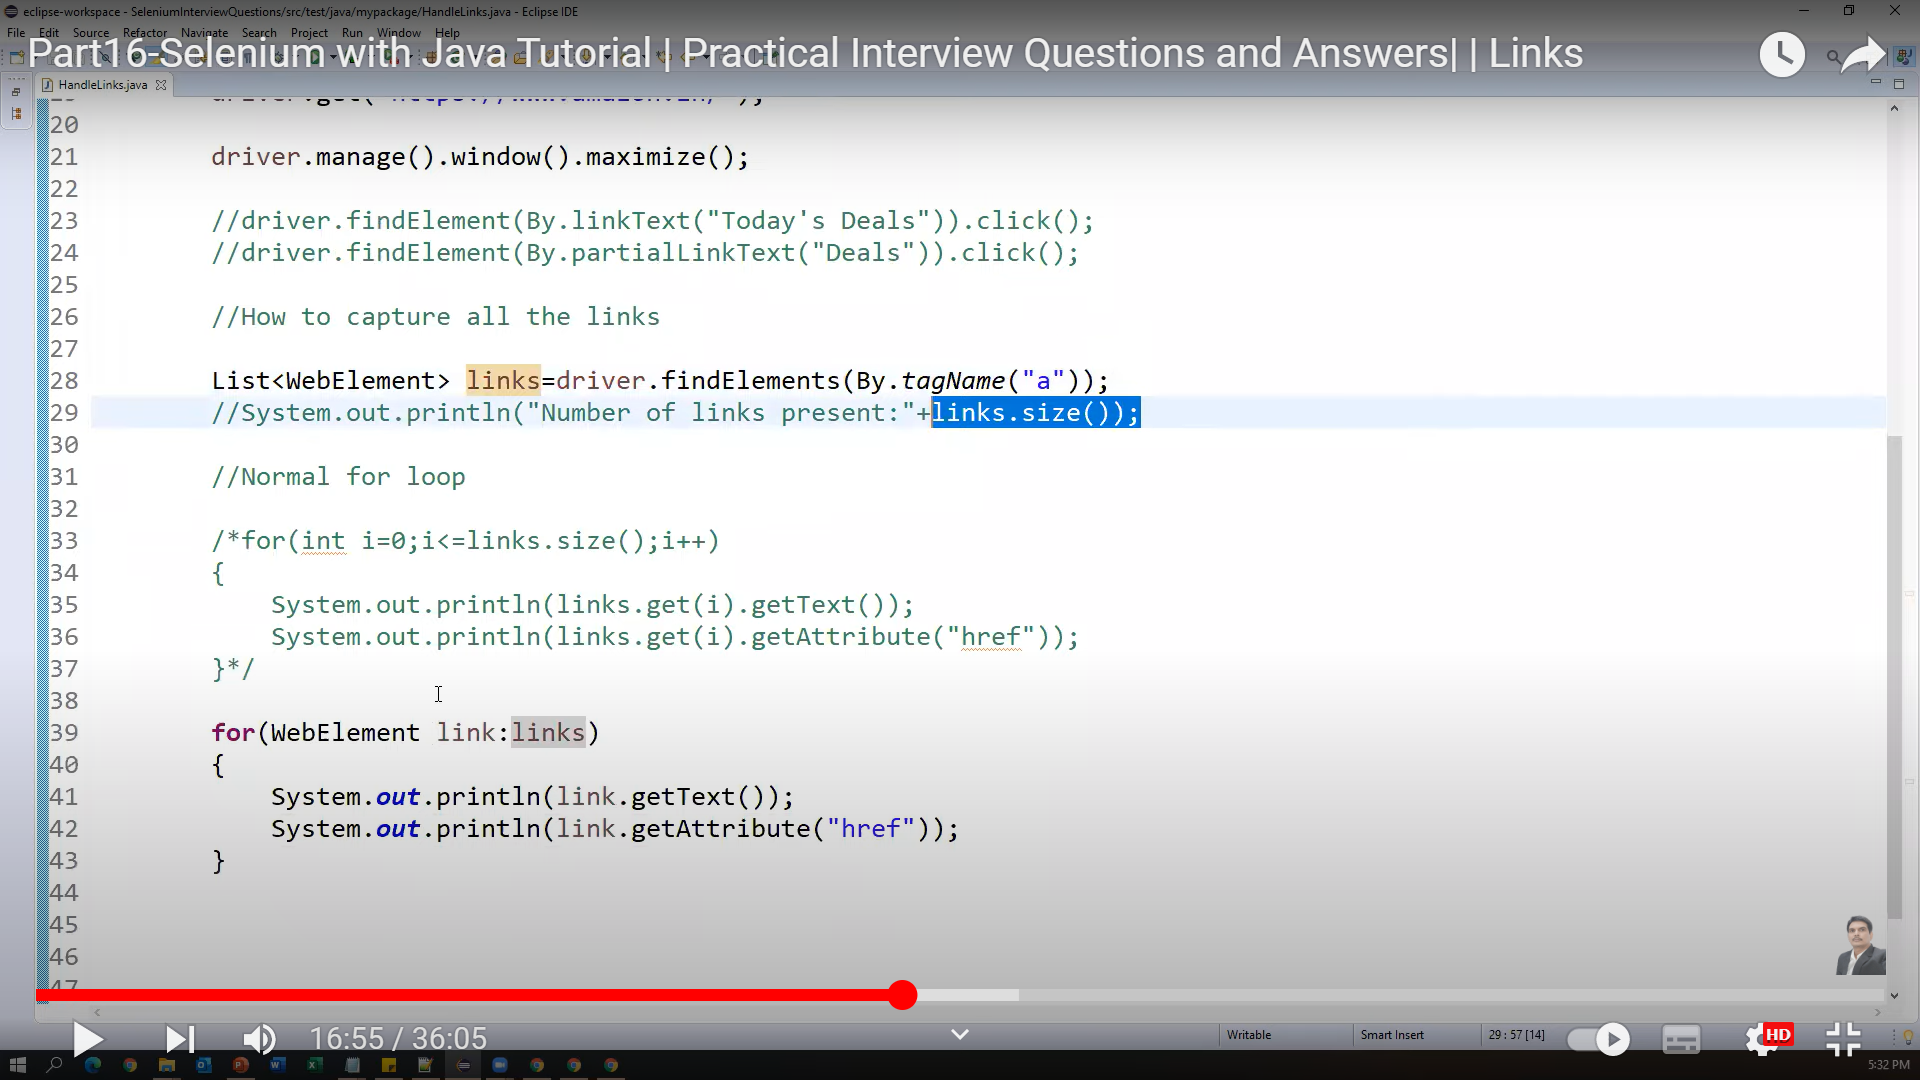 eclipse-workspace - SeleniumInterviewQuestions/src/test/java/mypackage/HandleLinks.java - Eclipse IDE
File Edit Source Refactor Navigate Search Project Run Window Help
Part16-Selenium with Java Tutorial | Practical Interview Questions and Answers| | Links
HandleLinks.java
20
21 driver.manage().window().maximize();
22
23 //driver.findElement(By.linkText("Today's Deals")).click();
24 //driver.findElement(By.partialLinkText("Deals")).click();
25
26 //How to capture all the links
27
28 List<WebElement> links=driver.findElements(By.tagName("a"));
29 //System.out.println("Number of links present:"+links.size());
30
31 //Normal for loop
32
33 /*for(int i=0;i<=links.size();i++)
34 {
35 System.out.println(links.get(i).getText());
36 System.out.println(links.get(i).getAttribute("href"));
37 }*/
38
39 for(WebElement link:links)
40 {
41 System.out.println(link.getText());
42 System.out.println(link.getAttribute("href"));
43 }
44
45
46
47
16:55 / 36:05
Writable Smart Insert 29 : 57 [14]
HD
5:32 PM